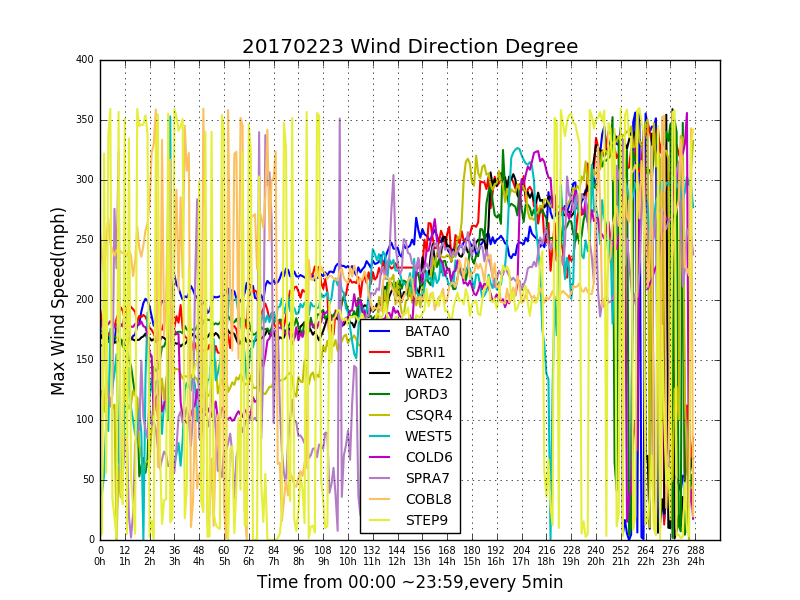 20170223 Wind Direction Degree
Max Wind Speed(mph)
400
350
300
250
200
150
100
50
0
BATA0
SBRI1
WATE2
JORD3
CSQR4
WEST5
COLD6
SPRA7
COBL8
STEP9
0 12 24 36 48 60 72 84 96 108 120 132 144 156 168 180 192 204 216 228 240 252 264 276 288
0h 1h 2h 3h 4h 5h 6h 7h 8h 9h 10h 11h 12h 13h 14h 15h 16h 17h 18h 19h 20h 21h 22h 23h 24h
Time from 00:00 ~23:59,every 5min